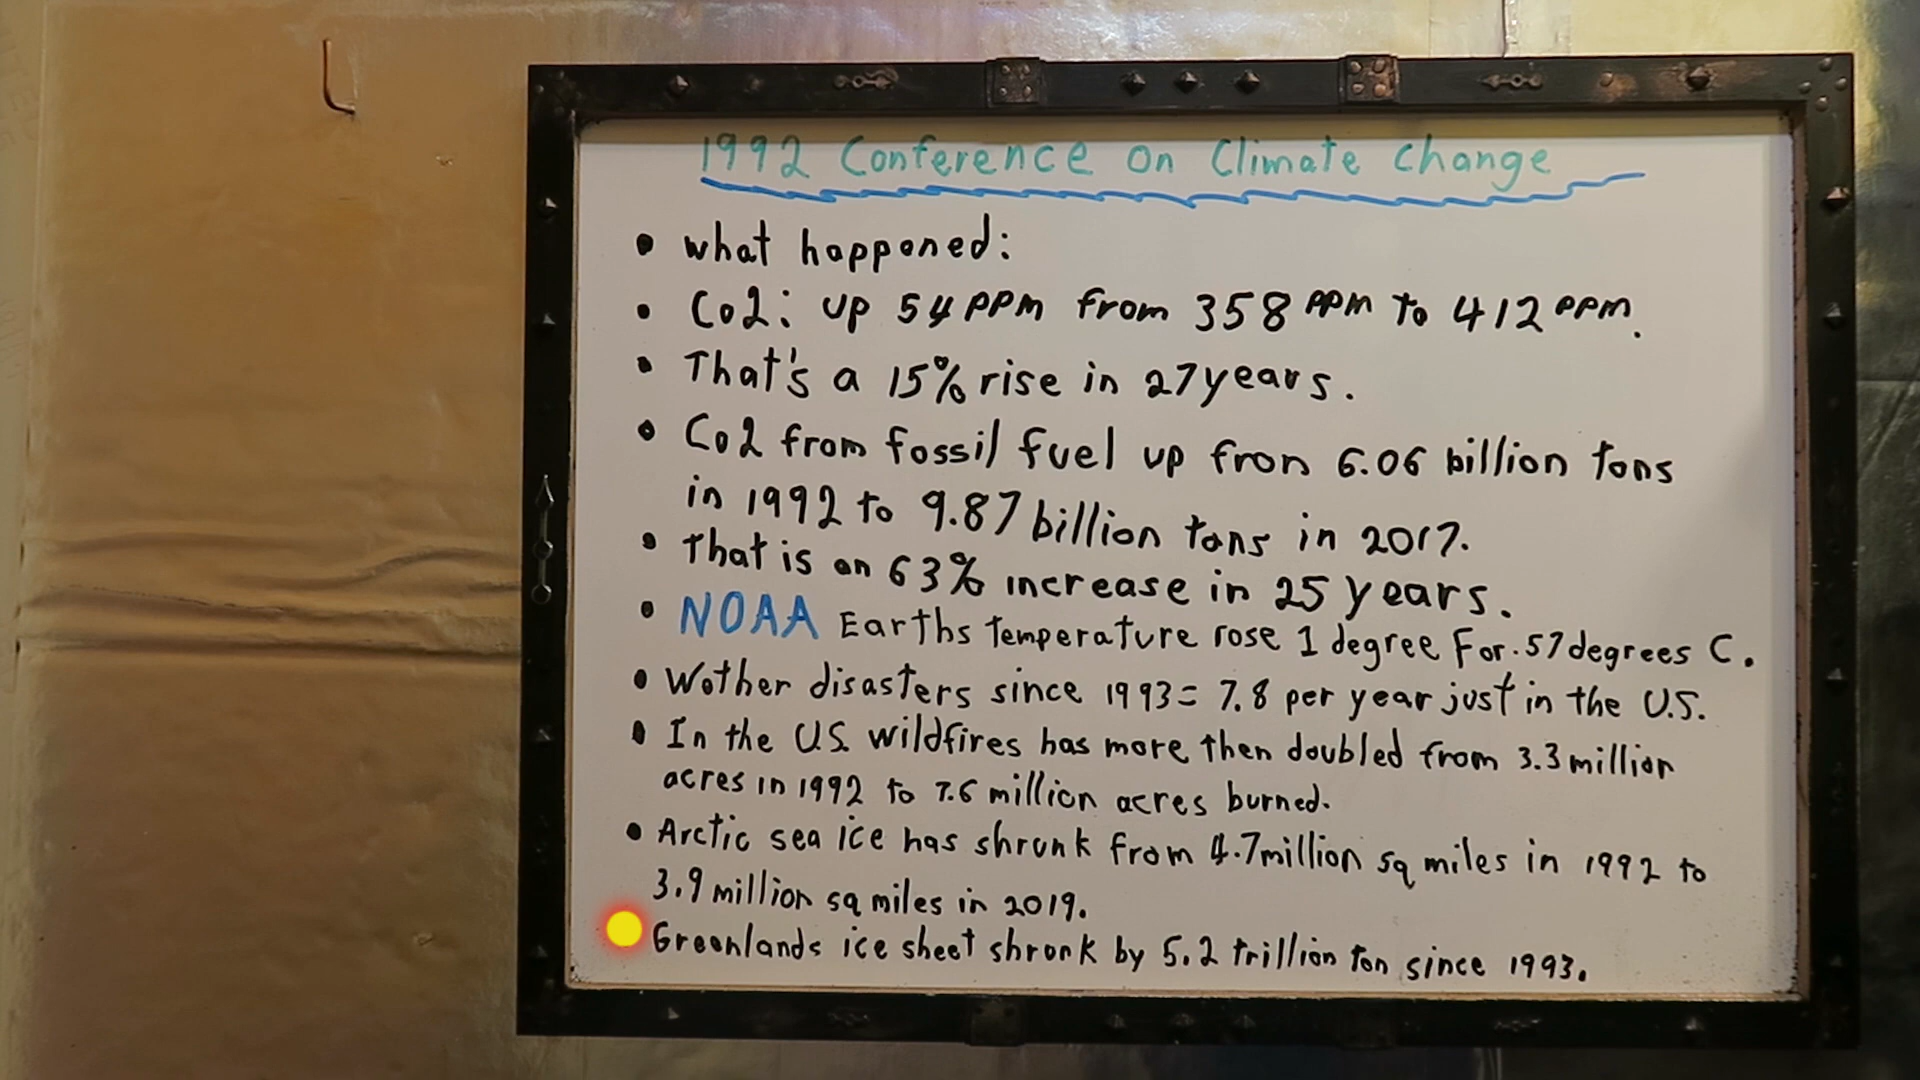 1992 Conference on Climate Change
• what happened:
• Co2: up 54 ppm from 358 ppm to 412 ppm.
• That's a 15% rise in 27 years.
• Co2 from fossil fuel up from 6.06 billion tons
in 1992 to 9.87 billion tons in 2017.
• That is an 63% increase in 25 years.
• NOAA Earths temperature rose 1 degree F or .57 degrees C.
• Wether disasters since 1993 = 7.8 per year just in the U.S.
• In the U.S. wildfires has more then doubled from 3.3 million
acres in 1992 to 7.6 million acres burned.
• Arctic sea ice has shrunk from 4.7 million sq miles in 1992 to
3.9 million sq miles in 2019.
Greenlands ice sheet shrunk by 5.2 trillion ton since 1993.